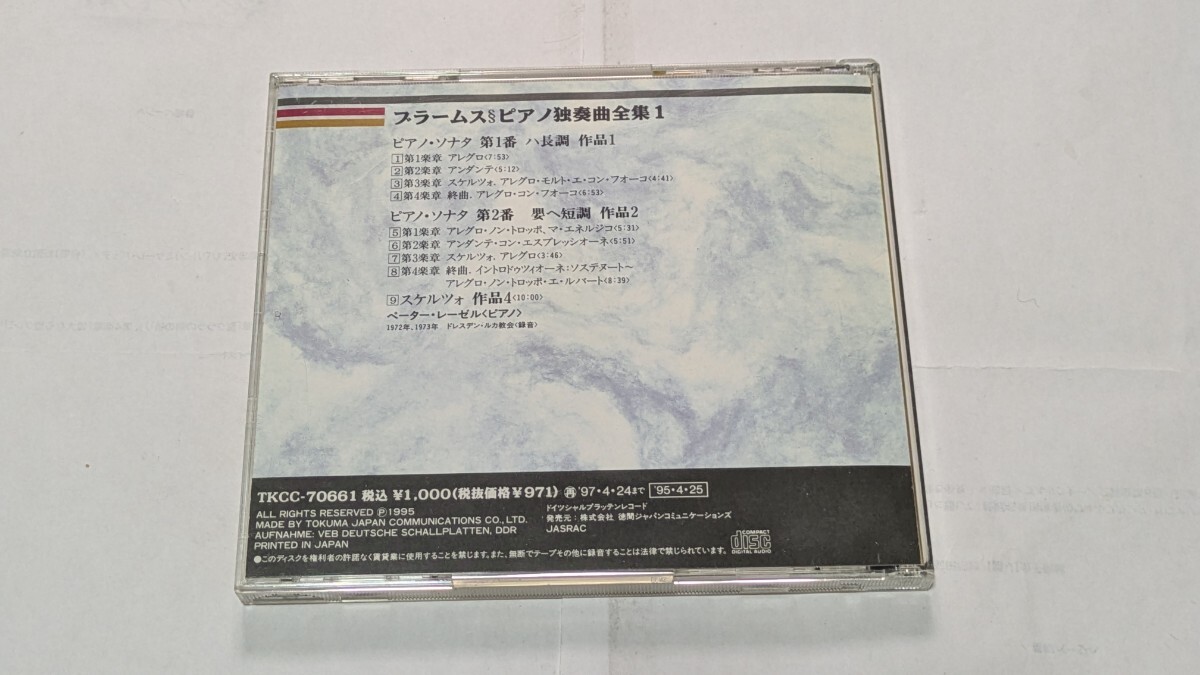 ブラームス§ピアノ独奏曲全集1
ピアノ・ソナタ 第1番 ハ長調 作品1
1 第1楽章 アレグロ〈7:53〉
2 第2楽章 アンダンテ〈5:12〉
3 第3楽章 スケルツォ. アレグロ・モルト・エ・コン・フオーコ〈4:41〉
4 第4楽章 終曲. アレグロ・コン・フオーコ〈6:53〉
ピアノ・ソナタ 第2番 嬰ヘ短調 作品2
5 第1楽章 アレグロ・ノン・トロッポ、マ・エネルジコ〈5:31〉
6 第2楽章 アンダンテ・コン・エスプレッシオーネ〈5:51〉
7 第3楽章 スケルツォ. アレグロ〈3:46〉
8 第4楽章 終曲. イントロドゥツィオーネ:ソステヌート〜
アレグロ・ノン・トロッポ・エ・ルバート〈8:39〉
9 スケルツォ 作品4〈10:00〉
ペーター・レーゼル〈ピアノ〉
1972年、1973年 ドレスデン・ルカ教会〈録音〉
TKCC-70661 税込 ¥1,000(税抜価格¥971) 再 '97・4・24まで '95・4・25
ALL RIGHTS RESERVED Ⓟ1995
MADE BY TOKUMA JAPAN COMMUNICATIONS CO., LTD.
AUFNAHME: VEB DEUTSCHE SCHALLPLATTEN, DDR
PRINTED IN JAPAN
ドイツシャルプラッテンレコード
発売元:株式会社 徳間ジャパンコミュニケーションズ
JASRAC
COMPACT
disc
DIGITAL AUDIO
●このディスクを権利者の許諾なく賃貸業に使用することを禁じます。また、無断でテープその他に録音することは法律で禁じられています。